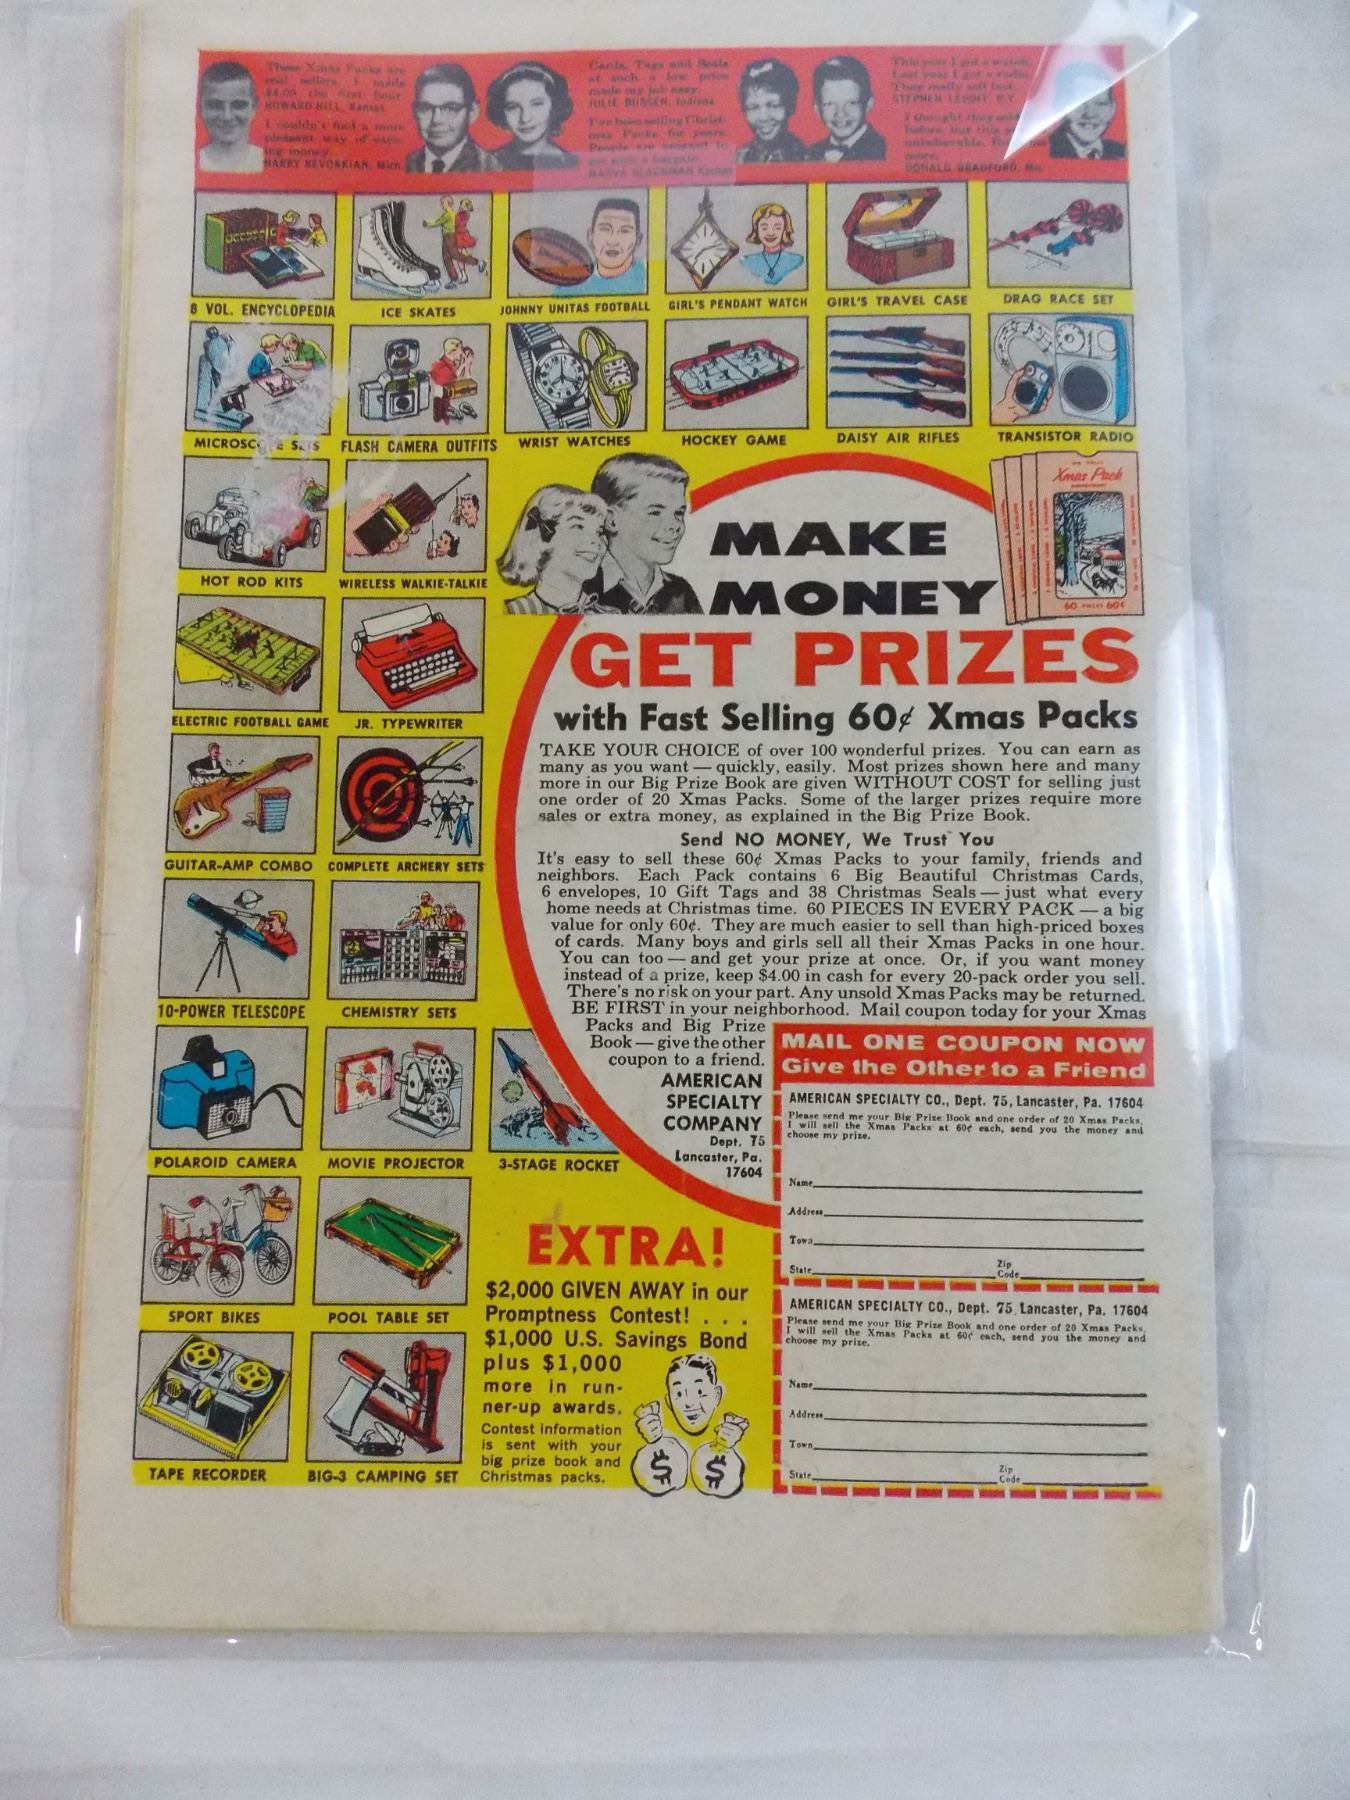 These Xmas Packs are
real sellers. I made
$4.00 the first hour
HOWARD HILL, Kansas
I couldn't find a more
pleasant way of earn-
ing money.
HARRY KEVORKIAN, Mich.
Cards, Tags and Seals
at such a low price
made my job easy.
JULIE BUSSEN, Indiana
I've been selling Christ-
mas Packs for years
People are amazed to
get such a bargain.
MARVA BLACKMAN Kansas
This year I got a watch.
Last year I got a radio.
They really sell fast.
STEPHEN LEIGHT, N.Y.
I thought they sold
before, but this
unbelievable.
more.
DONALD BRADFORD,
8 VOL. ENCYCLOPEDIA
ICE SKATES
JOHNNY UNITAS FOOTBALL
GIRL'S PENDANT WATCH
GIRL'S TRAVEL CASE
DRAG RACE SET
MICROSCOPE SETS
FLASH CAMERA OUTFITS
WRIST WATCHES
HOCKEY GAME
DAISY AIR RIFLES
TRANSISTOR RADIO
HOT ROD KITS
WIRELESS WALKIE-TALKIE
Xmas Pack
60 PIECES 60¢
MAKE
MONEY
GET PRIZES
with Fast Selling 60¢ Xmas Packs
ELECTRIC FOOTBALL GAME
JR. TYPEWRITER
TAKE YOUR CHOICE of over 100 wonderful prizes. You can earn as
many as you want — quickly, easily. Most prizes shown here and many
more in our Big Prize Book are given WITHOUT COST for selling just
one order of 20 Xmas Packs. Some of the larger prizes require more
sales or extra money, as explained in the Big Prize Book.
Send NO MONEY, We Trust You
It's easy to sell these 60¢ Xmas Packs to your family, friends and
neighbors. Each Pack contains 6 Big Beautiful Christmas Cards,
6 envelopes, 10 Gift Tags and 38 Christmas Seals — just what every
home needs at Christmas time. 60 PIECES IN EVERY PACK — a big
value for only 60¢. They are much easier to sell than high-priced boxes
of cards. Many boys and girls sell all their Xmas Packs in one hour.
You can too — and get your prize at once. Or, if you want money
instead of a prize, keep $4.00 in cash for every 20-pack order you sell.
There's no risk on your part. Any unsold Xmas Packs may be returned.
BE FIRST in your neighborhood. Mail coupon today for your Xmas
Packs and Big Prize
Book — give the other
coupon to a friend.
AMERICAN
SPECIALTY
COMPANY
Dept. 75
Lancaster, Pa.
17604
GUITAR-AMP COMBO
COMPLETE ARCHERY SETS
10-POWER TELESCOPE
CHEMISTRY SETS
POLAROID CAMERA
MOVIE PROJECTOR
3-STAGE ROCKET
SPORT BIKES
POOL TABLE SET
TAPE RECORDER
BIG-3 CAMPING SET
EXTRA!
$2,000 GIVEN AWAY in our
Promptness Contest! . . .
$1,000 U.S. Savings Bond
plus $1,000
more in run-
ner-up awards.
Contest information
is sent with your
big prize book and
Christmas packs.
$ $
MAIL ONE COUPON NOW
Give the Other to a Friend
AMERICAN SPECIALTY CO., Dept. 75, Lancaster, Pa. 17604
Please send me your Big Prize Book and one order of 20 Xmas Packs.
I will sell the Xmas Packs at 60¢ each, send you the money and
choose my prize.
Name
Address
Town
State Zip Code
AMERICAN SPECIALTY CO., Dept. 75, Lancaster, Pa. 17604
Please send me your Big Prize Book and one order of 20 Xmas Packs.
I will sell the Xmas Packs at 60¢ each, send you the money and
choose my prize.
Name
Address
Town
State Zip Code